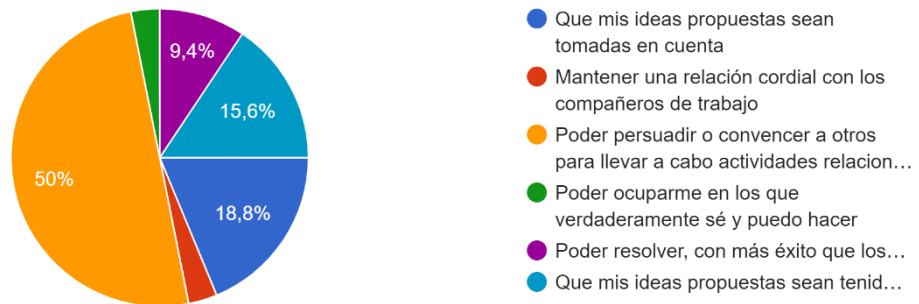 9,4%
15,6%
50%
18,8%
Que mis ideas propuestas sean
tomadas en cuenta
Mantener una relación cordial con los
compañeros de trabajo
Poder persuadir o convencer a otros
para llevar a cabo actividades relacion…
Poder ocuparme en los que
verdaderamente sé y puedo hacer
Poder resolver, con más éxito que los…
Que mis ideas propuestas sean tenid…